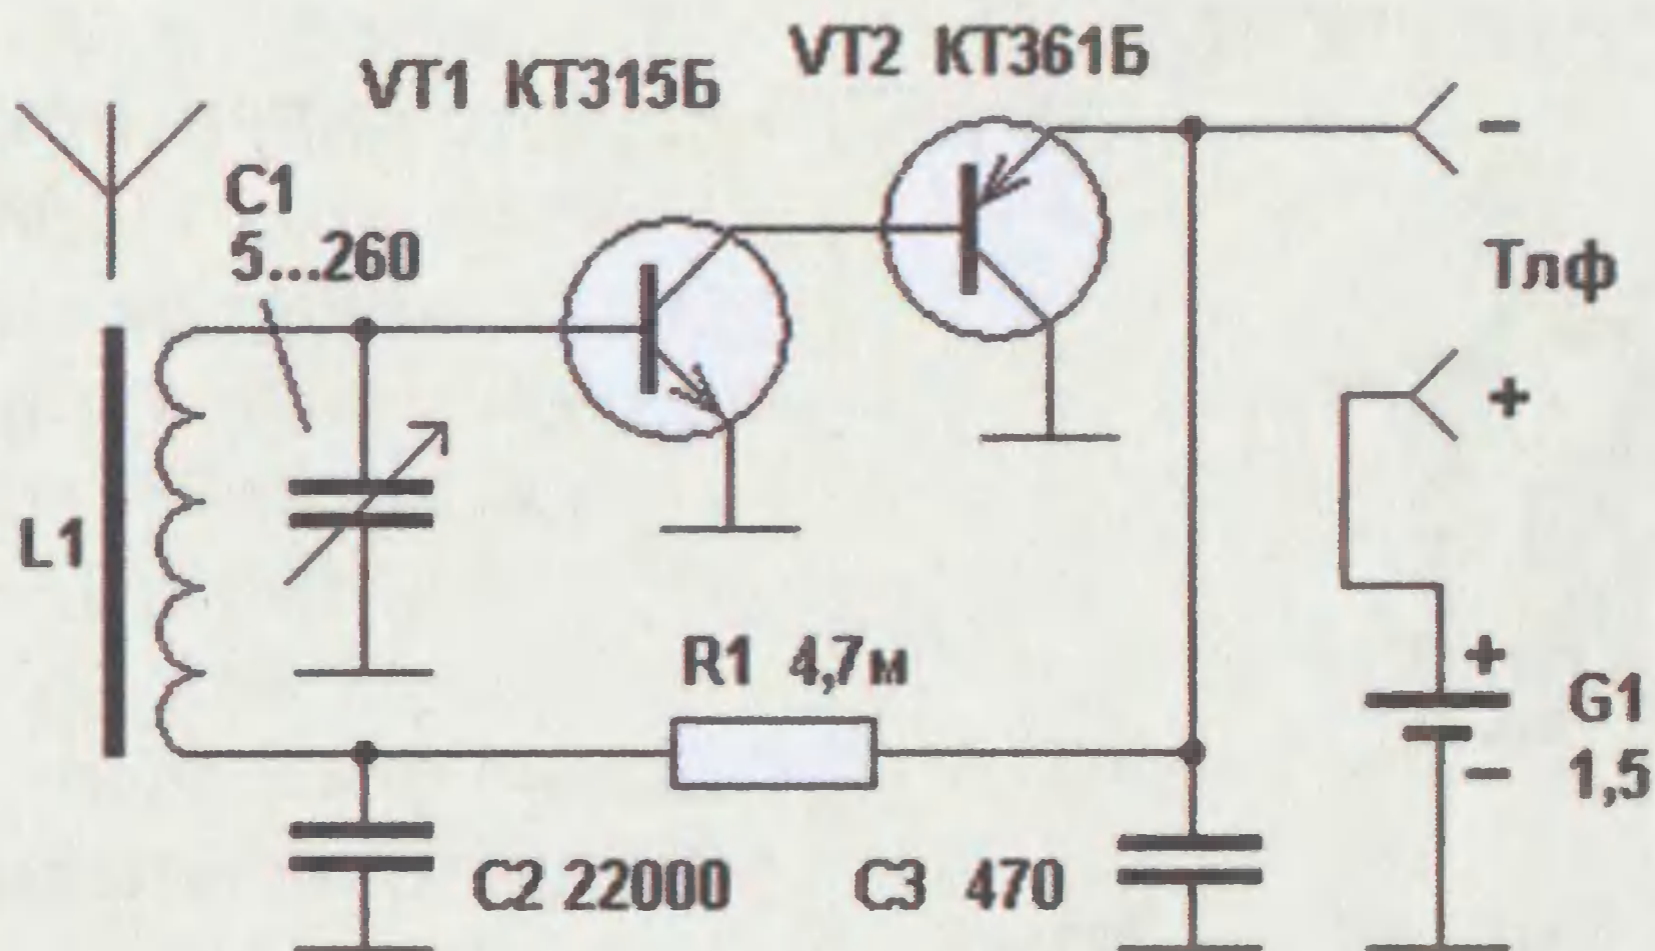 VT1 КТ315Б
VT2 КТ361Б
C1
5...260
−
Тлф
+
L1
R1 4,7м
+
G1
1,5
−
C2 22000
C3 470